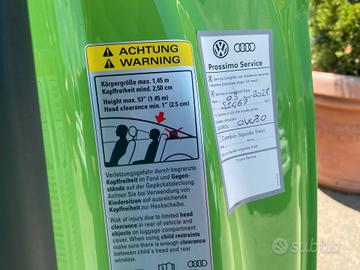 ACHTUNG
WARNING
Körpergröße max. 1,45 m
Kopffreiheit mind. 2,50 cm
Height max. 57" (1.45 m)
Head clearance min. 1" (2.5 cm)
Verletzungsgefahr durch begrenzte
Kopffreiheit im Fond und Gegen-
stände auf der Gepäckabdeckung.
Achten Sie bei Verwendung von
Kindersitzen auf ausreichende
Kopffreiheit zur Heckscheibe.
Risk of injury due to limited head
clearance in rear of vehicle and
objects on luggage compartment
cover. When using child restraints
make sure there is enough clearance
between child's head and rear
window.
Prossimo Service
X
X
0W30
Cambio liquido freni
subito.it